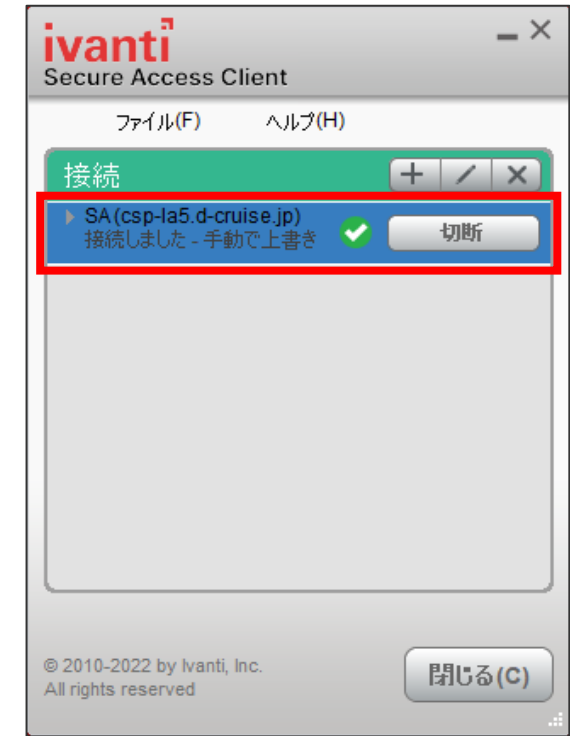 ivanti
Secure Access Client
ファイル(F) ヘルプ(H)
接続
SA(csp-la5.d-cruise.jp)
接続しました - 手動で上書き
切断
© 2010-2022 by Ivanti, Inc.
All rights reserved
閉じる(C)